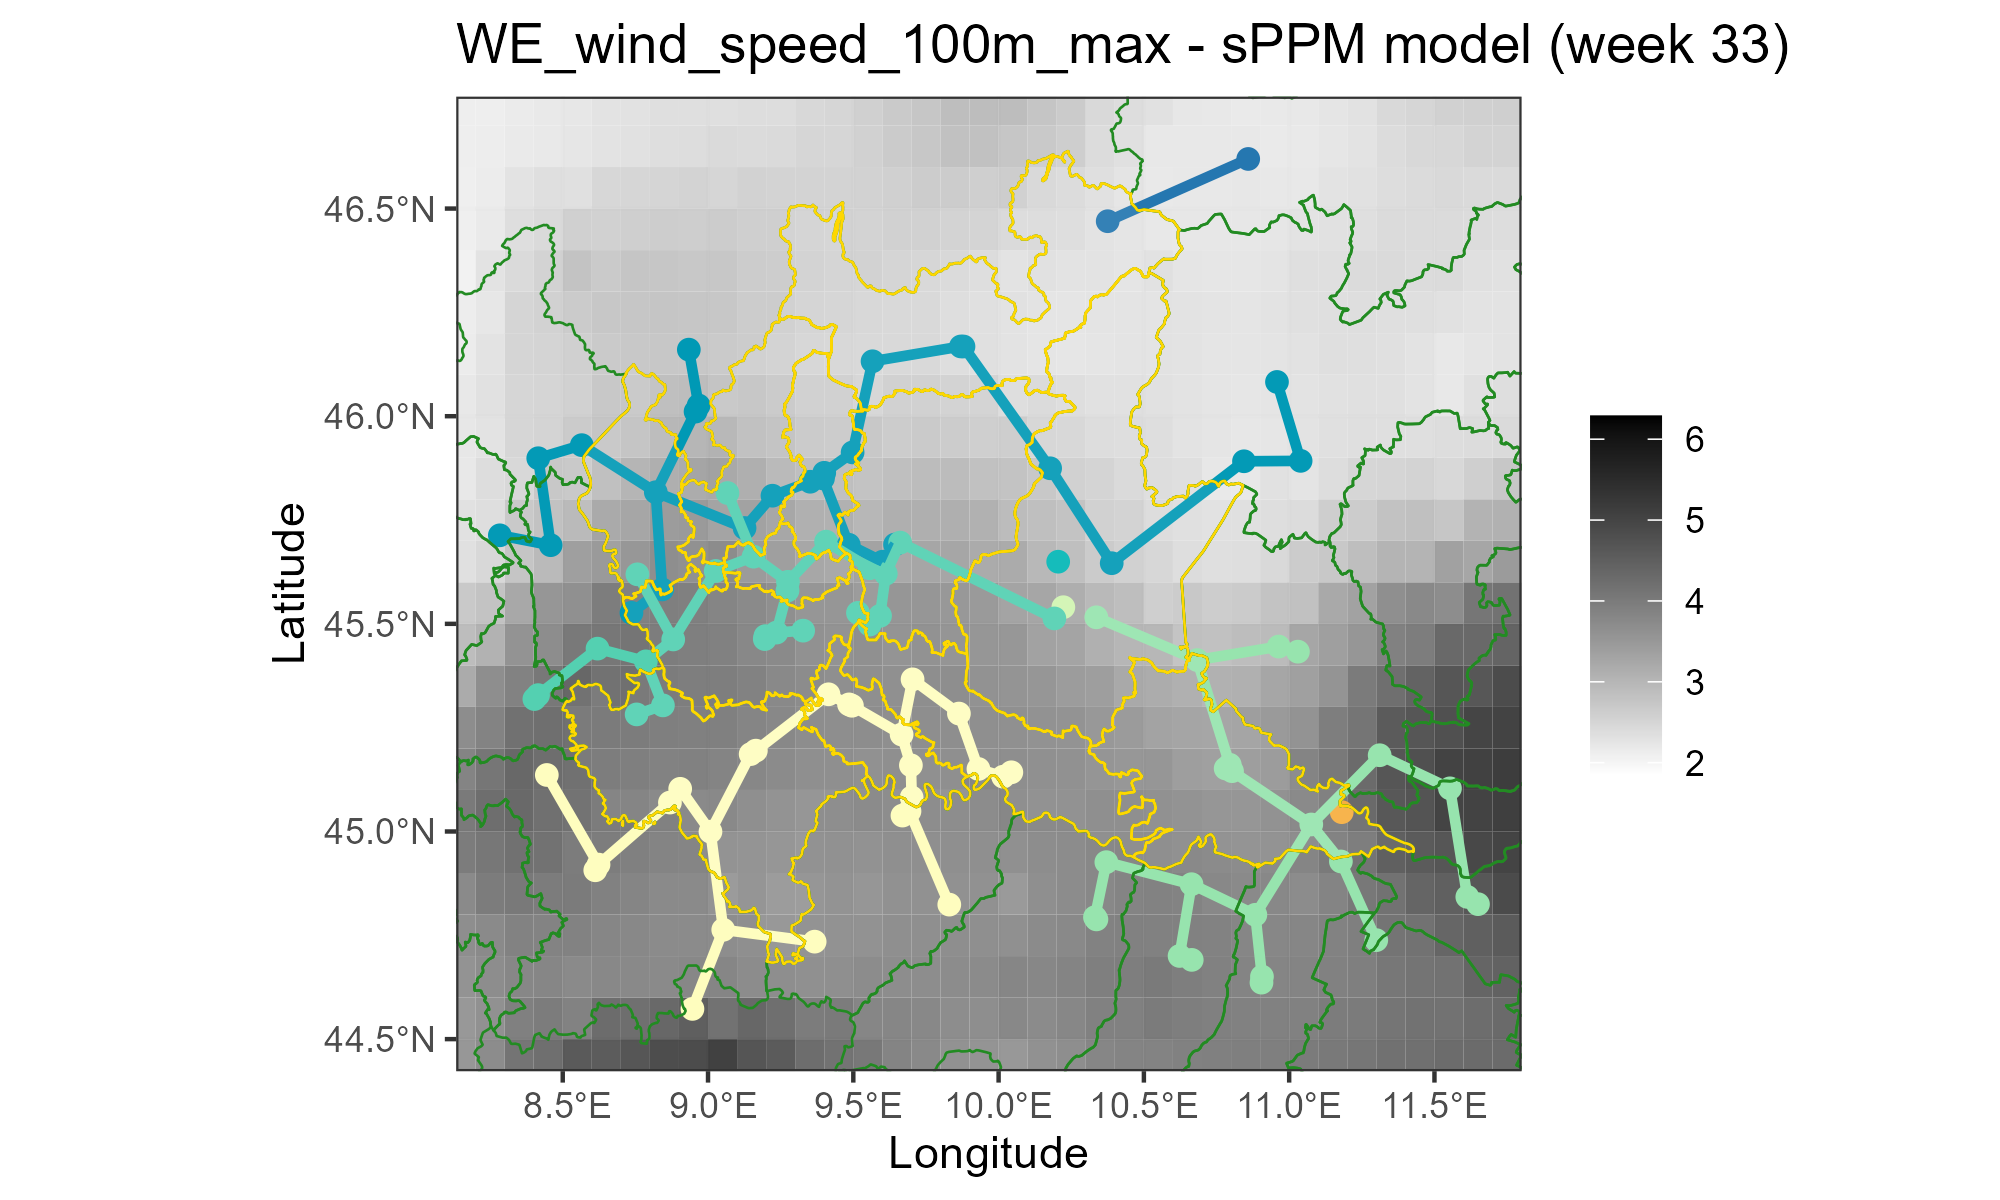 WE_wind_speed_100m_max - sPPM model (week 33)
46.5°N
46.0°N
45.5°N
45.0°N
44.5°N
Latitude
8.5°E 9.0°E 9.5°E 10.0°E 10.5°E 11.0°E 11.5°E
Longitude
6
5
4
3
2